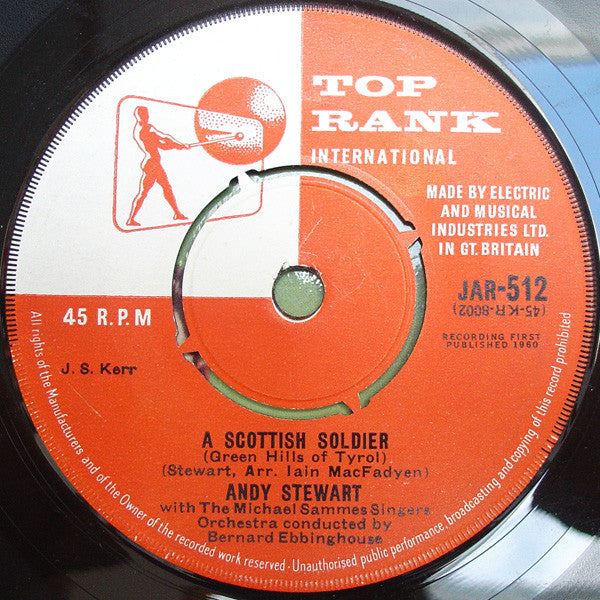 TOP
RANK
INTERNATIONAL
MADE BY ELECTRIC
AND MUSICAL
INDUSTRIES LTD.
IN GT. BRITAIN
JAR-512
(45-K-R-8002)
RECORDING FIRST
PUBLISHED 1960
45 R.P.M
J. S. Kerr
A SCOTTISH SOLDIER
(Green Hills of Tyrol)
(Stewart, Arr. Iain MacFadyen)
ANDY STEWART
with The Michael Sammes Singers
Orchestra conducted by
Bernard Ebbinghouse
All rights of the Manufacturers and of the Owner of the recorded work reserved - Unauthorised public performance, broadcasting and copying of this record prohibited